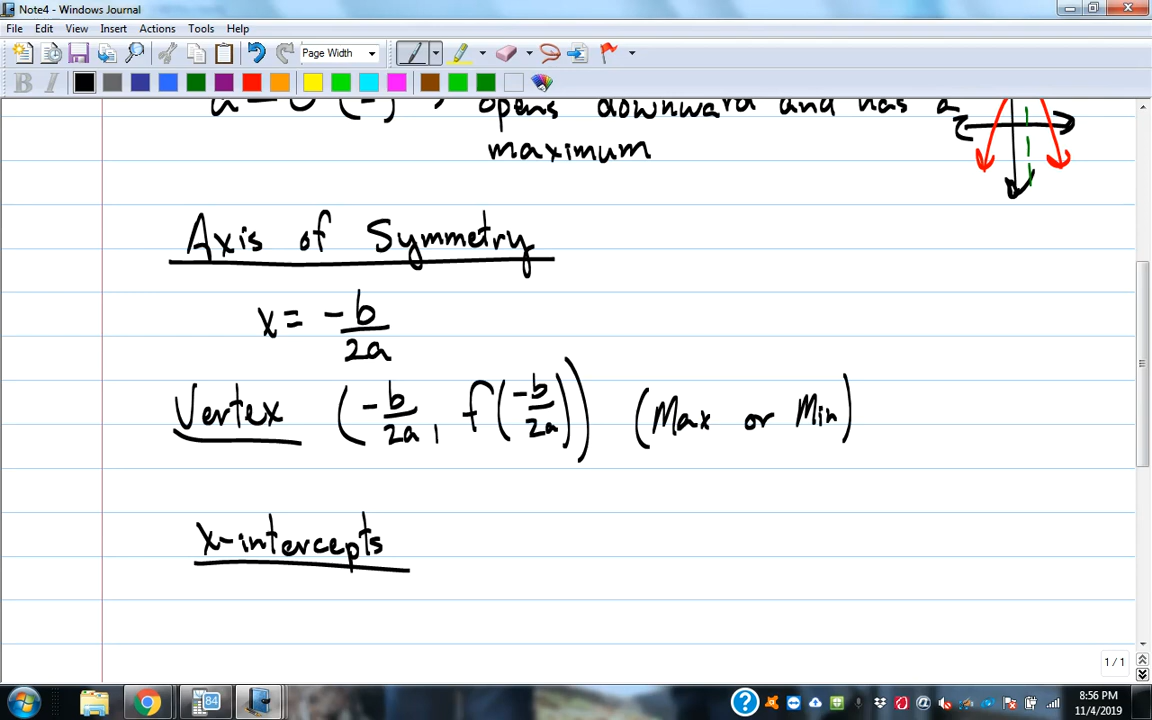 Note4 - Windows Journal
File Edit View Insert Actions Tools Help
Page Width
B I
opens downward and has a
maximum
Axis of Symmetry
x = -b/2a
Vertex (-b/2a, f(-b/2a)) (Max or Min)
x-intercepts
1 / 1
84
8:56 PM
11/4/2019